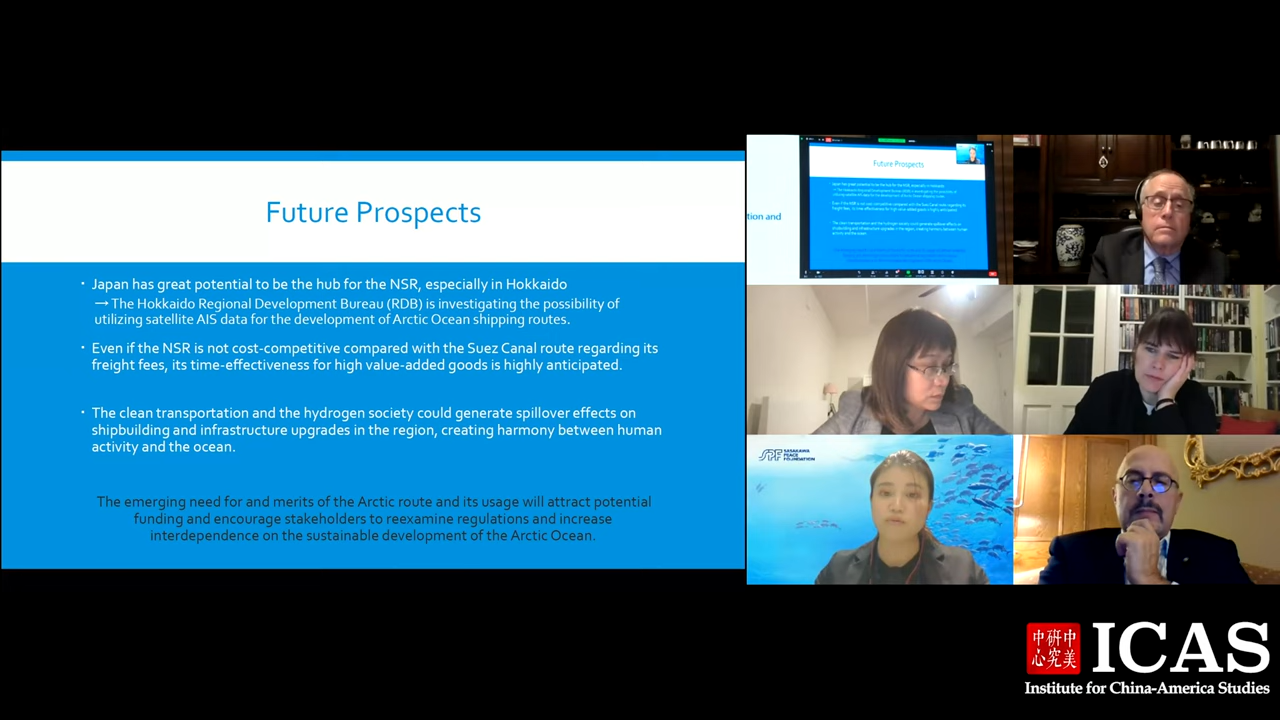 Future Prospects
• Japan has great potential to be the hub for the NSR, especially in Hokkaido
→ The Hokkaido Regional Development Bureau (RDB) is investigating the possibility of
utilizing satellite AIS data for the development of Arctic Ocean shipping routes.
• Even if the NSR is not cost-competitive compared with the Suez Canal route regarding its
freight fees, its time-effectiveness for high value-added goods is highly anticipated.
• The clean transportation and the hydrogen society could generate spillover effects on
shipbuilding and infrastructure upgrades in the region, creating harmony between human
activity and the ocean.
The emerging need for and merits of the Arctic route and its usage will attract potential
funding and encourage stakeholders to reexamine regulations and increase
interdependence on the sustainable development of the Arctic Ocean.
tion and
Future Prospects
SPF SASAKAWA
PEACE
FOUNDATION
中研中
心究美
ICAS
Institute for China-America Studies